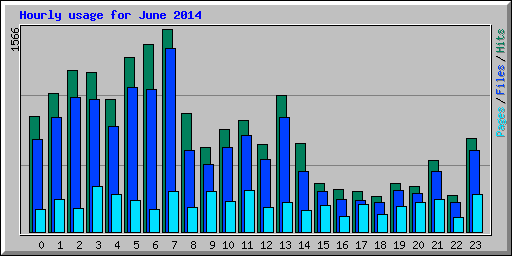 Hourly usage for June 2014
1566
Pages/Files/Hits
0 1 2 3 4 5 6 7 8 9 10 11 12 13 14 15 16 17 18 19 20 21 22 23